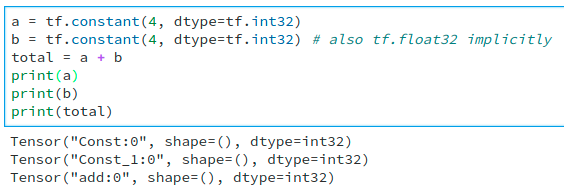 a = tf.constant(4, dtype=tf.int32)
b = tf.constant(4, dtype=tf.int32) # also tf.float32 implicitly
total = a + b
print(a)
print(b)
print(total)
Tensor("Const:0", shape=(), dtype=int32)
Tensor("Const_1:0", shape=(), dtype=int32)
Tensor("add:0", shape=(), dtype=int32)